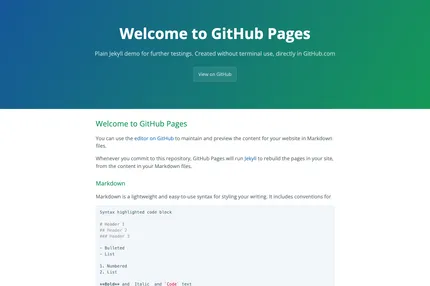 Welcome to GitHub Pages
Plain Jekyll demo for further testings. Created without terminal use, directly in GitHub.com
View on GitHub
Welcome to GitHub Pages
You can use the editor on GitHub to maintain and preview the content for your website in Markdown
files.
Whenever you commit to this repository, GitHub Pages will run Jekyll to rebuild the pages in your site,
from the content in your Markdown files.
Markdown
Markdown is a lightweight and easy-to-use syntax for styling your writing. It includes conventions for
Syntax highlighted code block
# Header 1
## Header 2
### Header 3
- Bulleted
- List
1. Numbered
2. List
**Bold** and _Italic_ and `Code` text